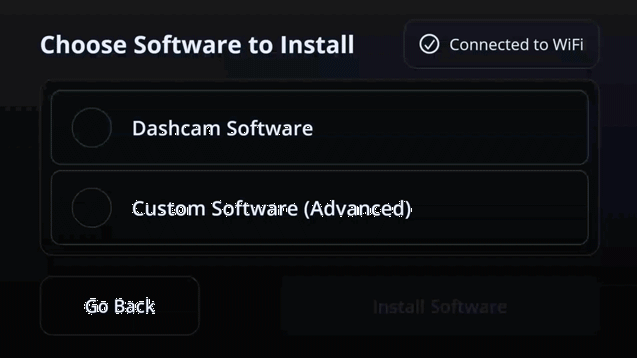 Choose Software to Install
Connected to WiFi
Dashcam Software
Custom Software (Advanced)
Go Back
Install Software